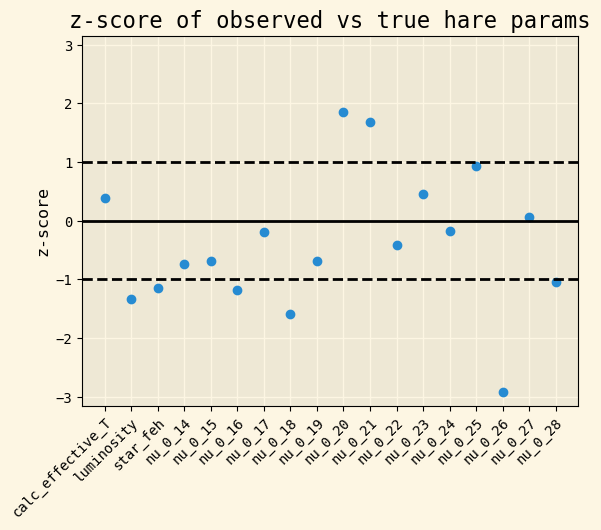 z-score of observed vs true hare params
z-score
3
2
1
0
−1
−2
−3
calc_effective_T
luminosity
star_feh
nu_0_14
nu_0_15
nu_0_16
nu_0_17
nu_0_18
nu_0_19
nu_0_20
nu_0_21
nu_0_22
nu_0_23
nu_0_24
nu_0_25
nu_0_26
nu_0_27
nu_0_28